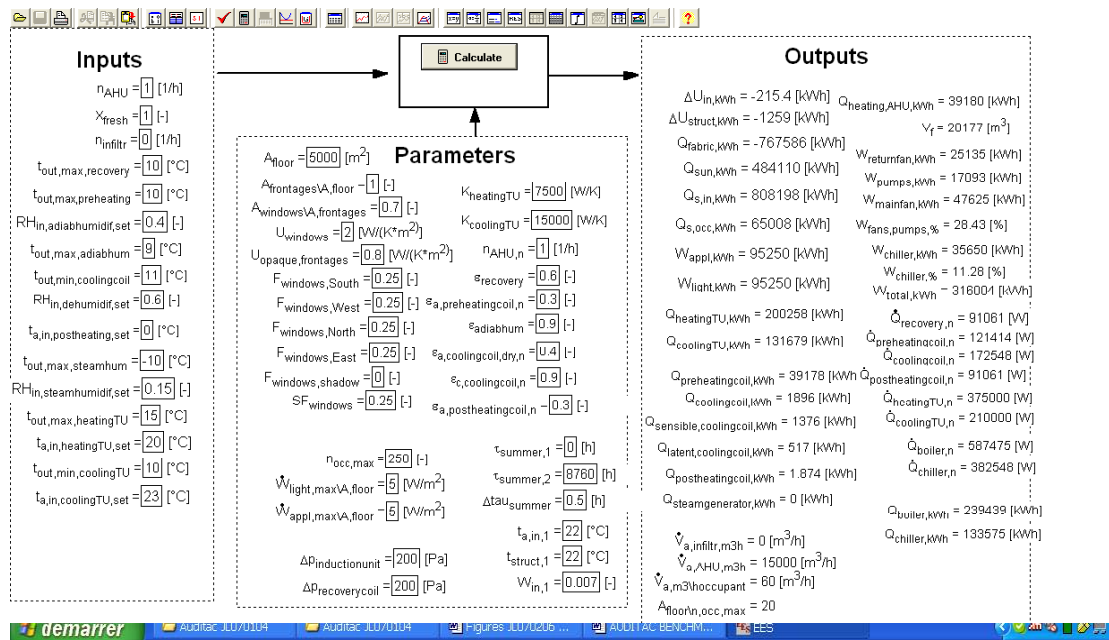 Calculate
Inputs
n_AHU = 1 [1/h]
X_fresh = 1 [-]
n_infiltr = 0 [1/h]
t_out,max,recovery = 10 [°C]
t_out,max,preheating = 10 [°C]
RH_in,adiabhumidif,set = 0.4 [-]
t_out,max,adiabhum = 9 [°C]
t_out,min,coolingcoil = 11 [°C]
RH_in,dehumidif,set = 0.6 [-]
t_a,in,postheating,set = 0 [°C]
t_out,max,steamhum = -10 [°C]
RH_in,steamhumidif,set = 0.15 [-]
t_out,max,heatingTU = 15 [°C]
t_a,in,heatingTU,set = 20 [°C]
t_out,min,coolingTU = 10 [°C]
t_a,in,coolingTU,set = 23 [°C]
Parameters
A_floor = 5000 [m²]
A_frontages\A,floor = 1 [-]
A_windows\A,frontages = 0.7 [-]
U_windows = 2 [W/(K*m²)]
U_opaque,frontages = 0.8 [W/(K*m²)]
F_windows,South = 0.25 [-]
F_windows,West = 0.25 [-]
F_windows,North = 0.25 [-]
F_windows,East = 0.25 [-]
F_windows,shadow = 0 [-]
SF_windows = 0.25 [-]
n_occ,max = 250 [-]
Ẇ_light,max\A,floor = 5 [W/m²]
Ẇ_appl,max\A,floor = 5 [W/m²]
Δp_inductionunit = 200 [Pa]
Δp_recoverycoil = 200 [Pa]
K_heatingTU = 7500 [W/K]
K_coolingTU = 15000 [W/K]
n_AHU,n = 1 [1/h]
ε_recovery = 0.6 [-]
ε_a,preheatingcoil,n = 0.3 [-]
ε_adiabhum = 0.9 [-]
ε_a,coolingcoil,dry,n = 0.4 [-]
ε_c,coolingcoil,n = 0.9 [-]
ε_a,postheatingcoil,n = 0.3 [-]
τ_summer,1 = 0 [h]
τ_summer,2 = 8760 [h]
Δtau_summer = 0.5 [h]
t_a,in,1 = 22 [°C]
t_struct,1 = 22 [°C]
W_in,1 = 0.007 [-]
Outputs
ΔU_in,kWh = -215.4 [kWh]
ΔU_struct,kWh = -1259 [kWh]
Q_fabric,kWh = -767586 [kWh]
Q_sun,kWh = 484110 [kWh]
Q_s,in,kWh = 808198 [kWh]
Q_s,occ,kWh = 65008 [kWh]
W_appl,kWh = 95250 [kWh]
W_light,kWh = 95250 [kWh]
Q_heatingTU,kWh = 200258 [kWh]
Q_coolingTU,kWh = 131679 [kWh]
Q_preheatingcoil,kWh = 39178 [kWh]
Q_coolingcoil,kWh = 1896 [kWh]
Q_sensible,coolingcoil,kWh = 1376 [kWh]
Q_latent,coolingcoil,kWh = 517 [kWh]
Q_postheatingcoil,kWh = 1.874 [kWh]
Q_steamgenerator,kWh = 0 [kWh]
V̇_a,infiltr,m3h = 0 [m³/h]
V̇_a,AHU,m3h = 15000 [m³/h]
V̇_a,m3\hoccupant = 60 [m³/h]
A_floor\n,occ,max = 20
Q_heating,AHU,kWh = 39180 [kWh]
V_f = 20177 [m³]
W_returnfan,kWh = 25135 [kWh]
W_pumps,kWh = 17093 [kWh]
W_mainfan,kWh = 47625 [kWh]
W_fans,pumps,% = 28.43 [%]
W_chiller,kWh = 35650 [kWh]
W_chiller,% = 11.28 [%]
W_total,kWh = 316004 [kWh]
Q̇_recovery,n = 91061 [W]
Q̇_preheatingcoil,n = 121414 [W]
Q̇_coolingcoil,n = 172548 [W]
Q̇_postheatingcoil,n = 91061 [W]
Q̇_heatingTU,n = 375000 [W]
Q̇_coolingTU,n = 210000 [W]
Q̇_boiler,n = 587475 [W]
Q̇_chiller,n = 382548 [W]
Q_boiler,kWh = 239439 [kWh]
Q_chiller,kWh = 133575 [kWh]
démarrer
Auditac JL070104
Auditac JL070104
Figures JL070206 ...
AUDITAC BENCHM...
EES